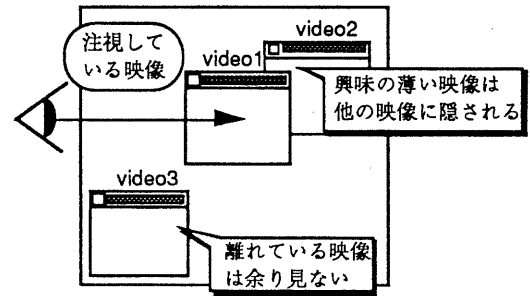 注視して
いる映像
video1
video2
興味の薄い映像は
他の映像に隠される
video3
離れている映像
は余り見ない